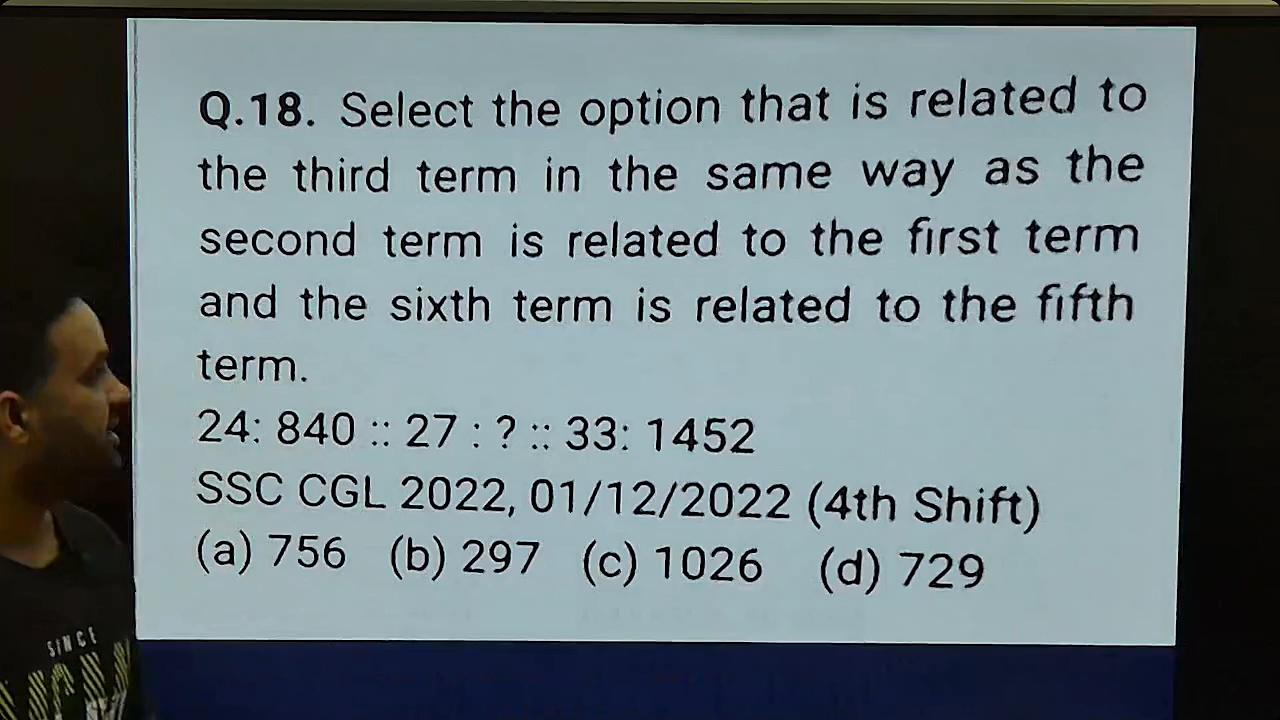 Q.18. Select the option that is related to
the third term in the same way as the
second term is related to the first term
and the sixth term is related to the fifth
term.
24: 840 :: 27 : ? :: 33: 1452
SSC CGL 2022, 01/12/2022 (4th Shift)
(a) 756 (b) 297 (c) 1026 (d) 729
SINCE